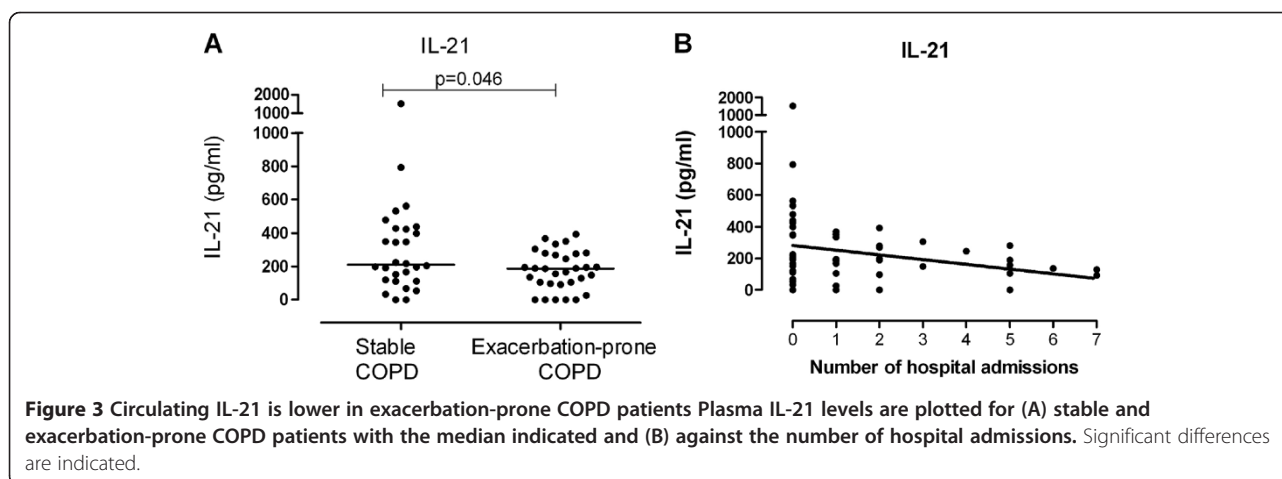 A
IL-21
p=0.046
2000
1000
1000
800
600
400
200
0
IL-21 (pg/ml)
Stable
COPD
Exacerbation-prone
COPD
B
IL-21
2000
1000
1000
800
600
400
200
0
IL-21 (pg/ml)
0 1 2 3 4 5 6 7
Number of hospital admissions
Figure 3 Circulating IL-21 is lower in exacerbation-prone COPD patients Plasma IL-21 levels are plotted for (A) stable and
exacerbation-prone COPD patients with the median indicated and (B) against the number of hospital admissions. Significant differences
are indicated.